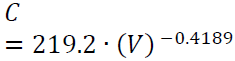 C
= 219.2 · (V) ⁻⁰·⁴¹⁸⁹